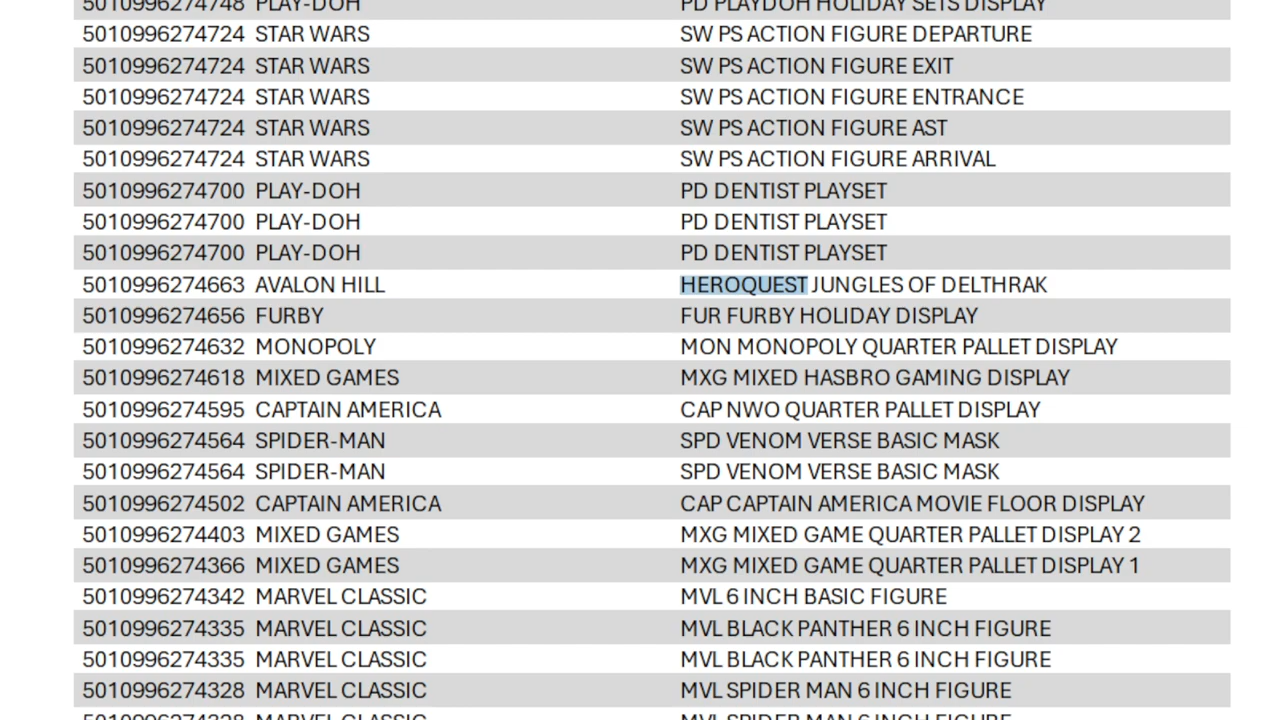 5010996274748 PLAY-DOH PD PLAYDOH HOLIDAY SETS DISPLAY
5010996274724 STAR WARS SW PS ACTION FIGURE DEPARTURE
5010996274724 STAR WARS SW PS ACTION FIGURE EXIT
5010996274724 STAR WARS SW PS ACTION FIGURE ENTRANCE
5010996274724 STAR WARS SW PS ACTION FIGURE AST
5010996274724 STAR WARS SW PS ACTION FIGURE ARRIVAL
5010996274700 PLAY-DOH PD DENTIST PLAYSET
5010996274700 PLAY-DOH PD DENTIST PLAYSET
5010996274700 PLAY-DOH PD DENTIST PLAYSET
5010996274663 AVALON HILL HEROQUEST JUNGLES OF DELTHRAK
5010996274656 FURBY FUR FURBY HOLIDAY DISPLAY
5010996274632 MONOPOLY MON MONOPOLY QUARTER PALLET DISPLAY
5010996274618 MIXED GAMES MXG MIXED HASBRO GAMING DISPLAY
5010996274595 CAPTAIN AMERICA CAP NWO QUARTER PALLET DISPLAY
5010996274564 SPIDER-MAN SPD VENOM VERSE BASIC MASK
5010996274564 SPIDER-MAN SPD VENOM VERSE BASIC MASK
5010996274502 CAPTAIN AMERICA CAP CAPTAIN AMERICA MOVIE FLOOR DISPLAY
5010996274403 MIXED GAMES MXG MIXED GAME QUARTER PALLET DISPLAY 2
5010996274366 MIXED GAMES MXG MIXED GAME QUARTER PALLET DISPLAY 1
5010996274342 MARVEL CLASSIC MVL 6 INCH BASIC FIGURE
5010996274335 MARVEL CLASSIC MVL BLACK PANTHER 6 INCH FIGURE
5010996274335 MARVEL CLASSIC MVL BLACK PANTHER 6 INCH FIGURE
5010996274328 MARVEL CLASSIC MVL SPIDER MAN 6 INCH FIGURE
5010996274328 MARVEL CLASSIC MVL SPIDER MAN 6 INCH FIGURE